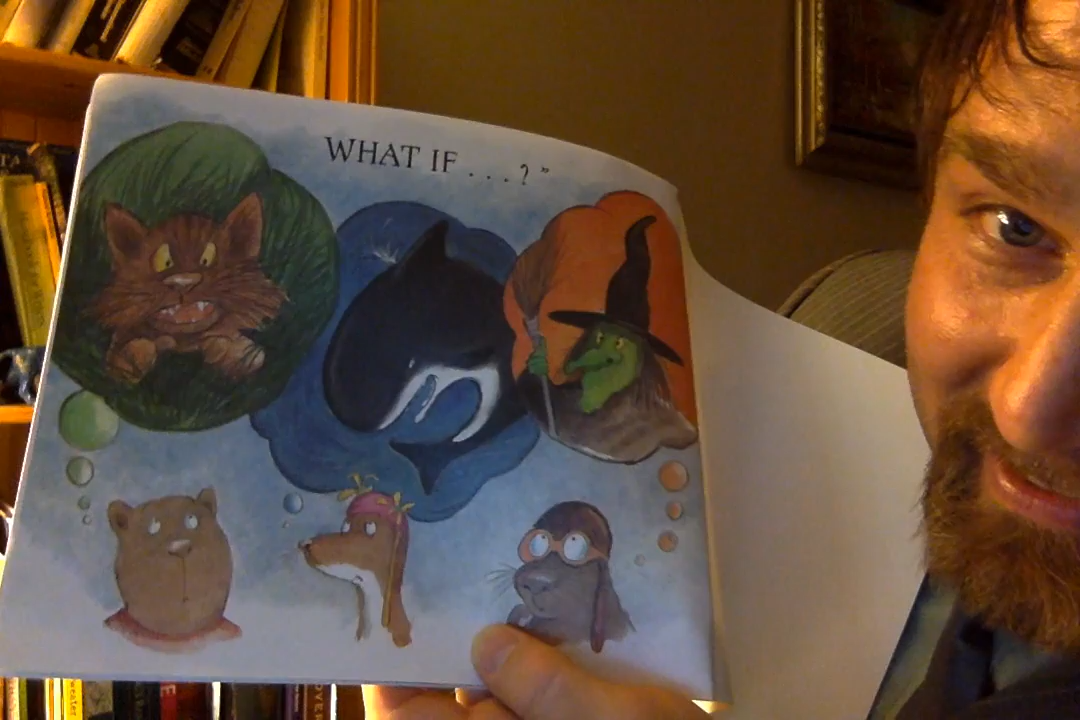 WHAT IF . . . ? ”